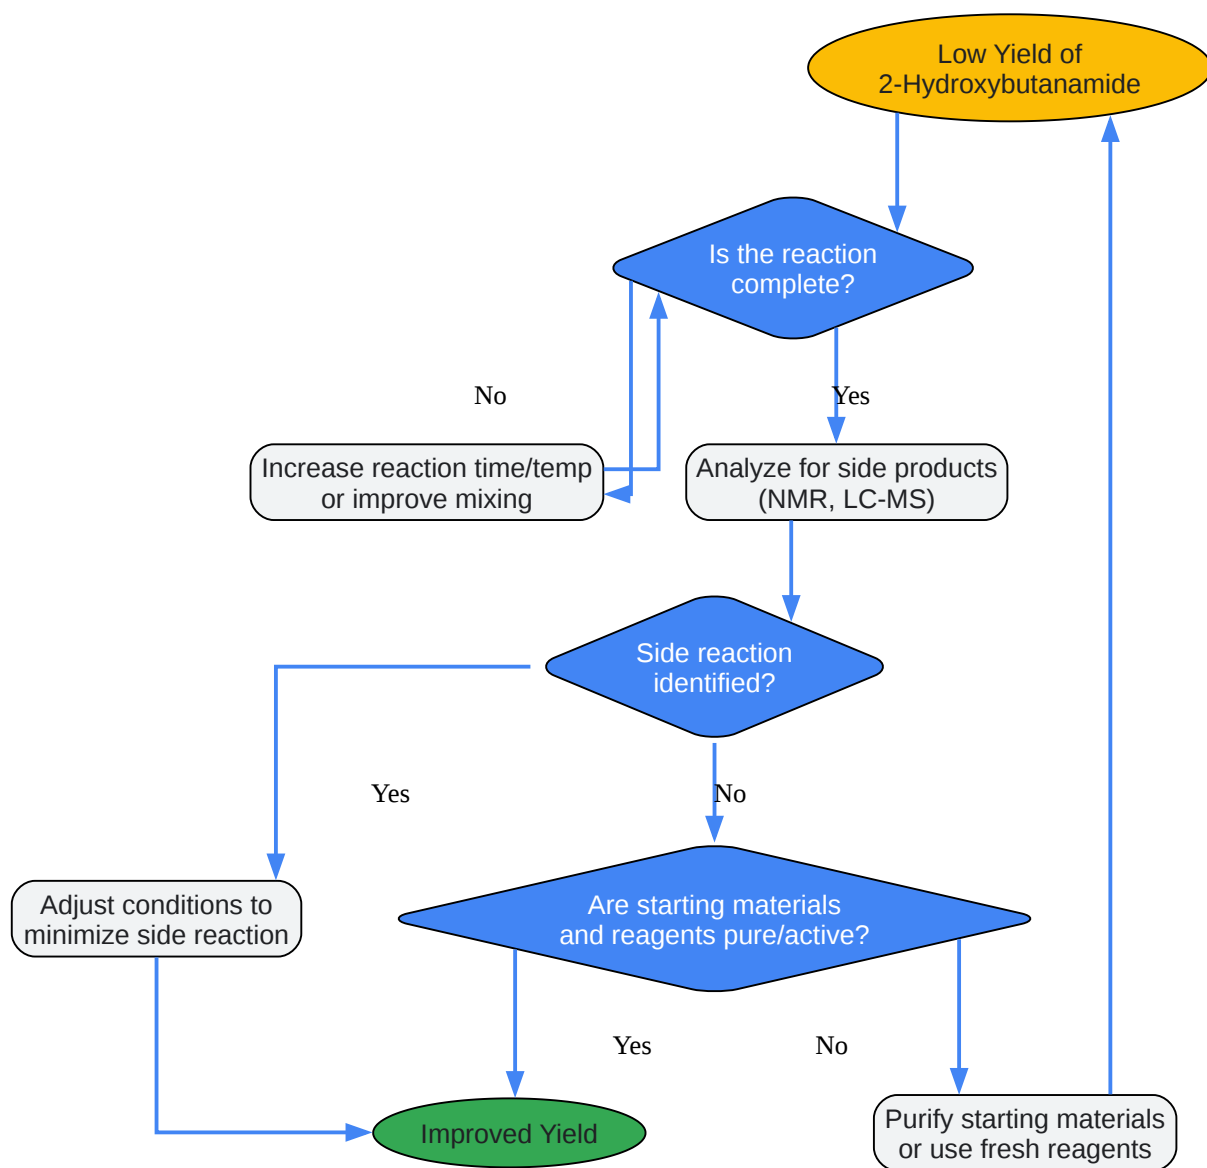 Low Yield of
2-Hydroxybutanamide
Is the reaction
complete?
No
Yes
Increase reaction time/temp
or improve mixing
Analyze for side products
(NMR, LC-MS)
Side reaction
identified?
Yes
No
Adjust conditions to
minimize side reaction
Are starting materials
and reagents pure/active?
Yes
No
Improved Yield
Purify starting materials
or use fresh reagents